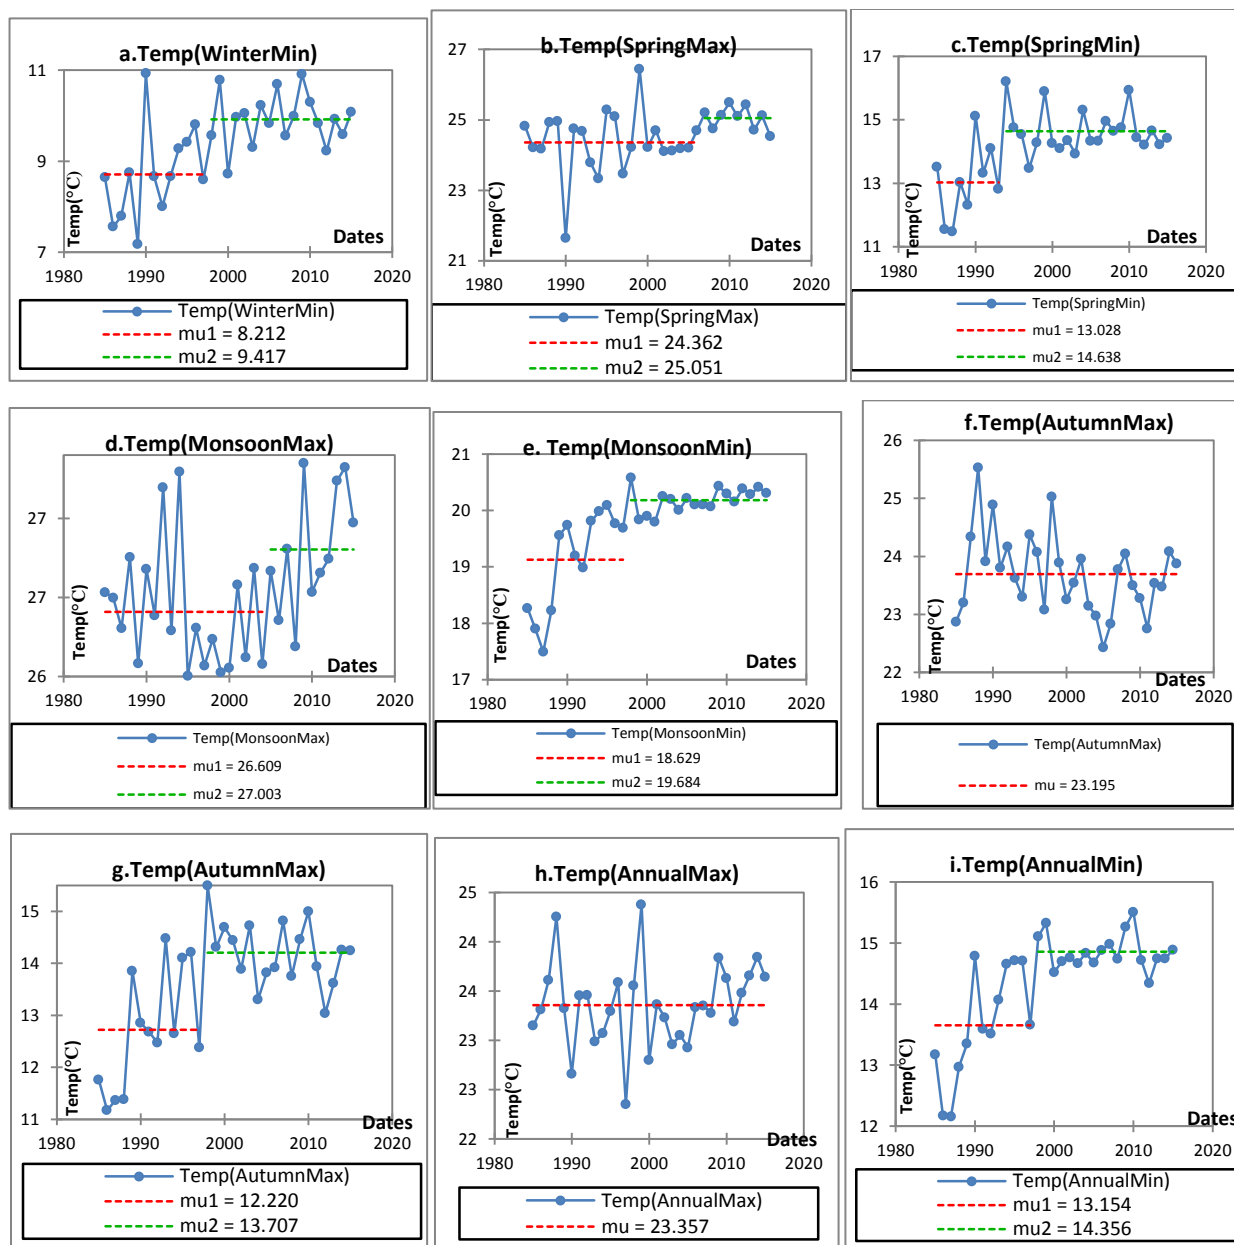 a.Temp(WinterMin)
11
9
7
Temp(°C)
Dates
1980 1990 2000 2010 2020
Temp(WinterMin)
mu1 = 8.212
mu2 = 9.417
b.Temp(SpringMax)
27
25
23
21
Temp(°C)
Dates
1980 1990 2000 2010 2020
Temp(SpringMax)
mu1 = 24.362
mu2 = 25.051
c.Temp(SpringMin)
17
15
13
11
Temp(°C)
Dates
1980 1990 2000 2010 2020
Temp(SpringMin)
mu1 = 13.028
mu2 = 14.638
d.Temp(MonsoonMax)
27
27
26
Temp(°C)
Dates
1980 1990 2000 2010 2020
Temp(MonsoonMax)
mu1 = 26.609
mu2 = 27.003
e. Temp(MonsoonMin)
21
20
19
18
17
Temp(°C)
Dates
1980 1990 2000 2010 2020
Temp(MonsoonMin)
mu1 = 18.629
mu2 = 19.684
f.Temp(AutumnMax)
26
25
24
23
22
Temp(°C)
Dates
1980 1990 2000 2010 2020
Temp(AutumnMax)
mu = 23.195
g.Temp(AutumnMax)
15
14
13
12
11
Temp(°C)
Dates
1980 1990 2000 2010 2020
Temp(AutumnMax)
mu1 = 12.220
mu2 = 13.707
h.Temp(AnnualMax)
25
24
24
23
23
22
Temp(°C)
Dates
1980 1990 2000 2010 2020
Temp(AnnualMax)
mu = 23.357
i.Temp(AnnualMin)
16
15
14
13
12
Temp(°C)
Dates
1980 1990 2000 2010 2020
Temp(AnnualMin)
mu1 = 13.154
mu2 = 14.356